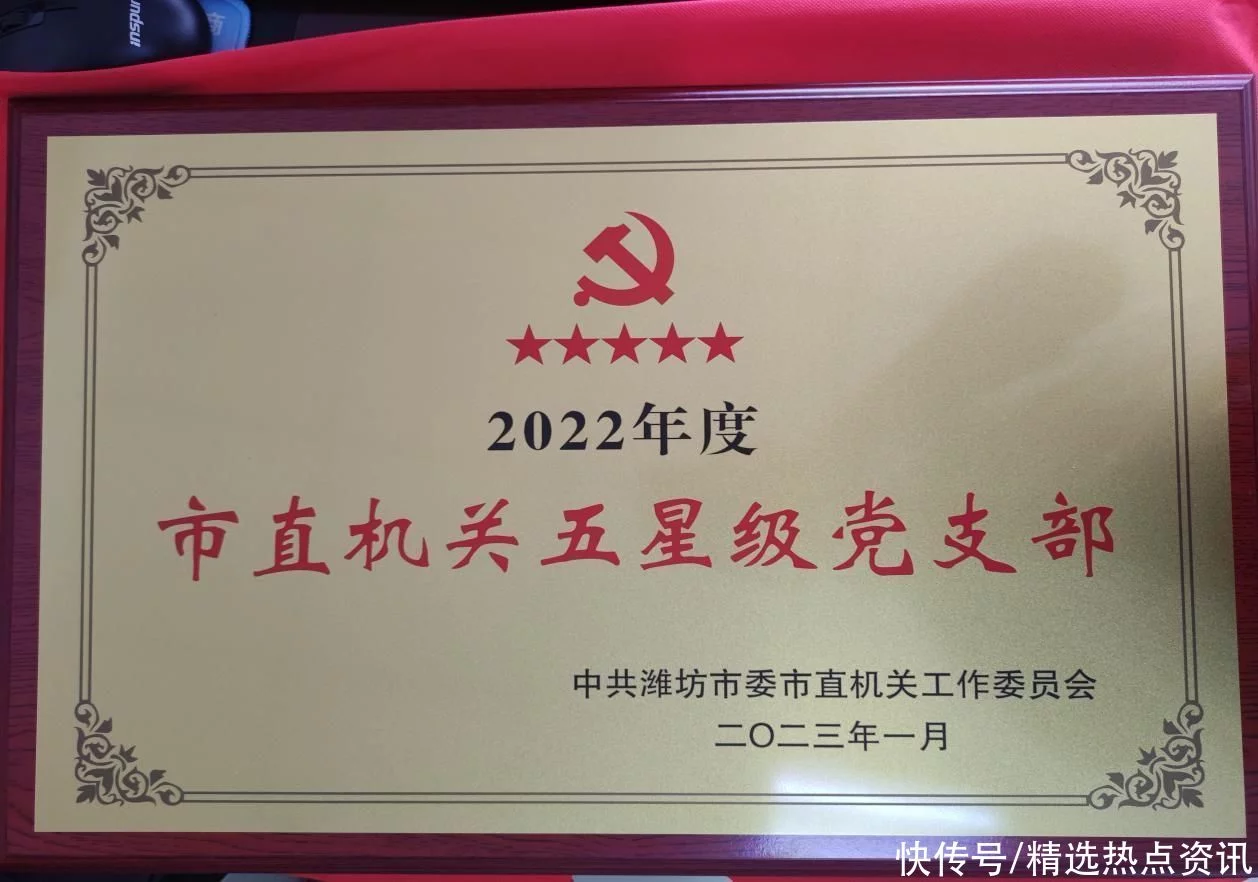 2022年度
市直机关五星级党支部
中共潍坊市委市直机关工作委员会
二〇二三年一月
快传号/精选热点资讯